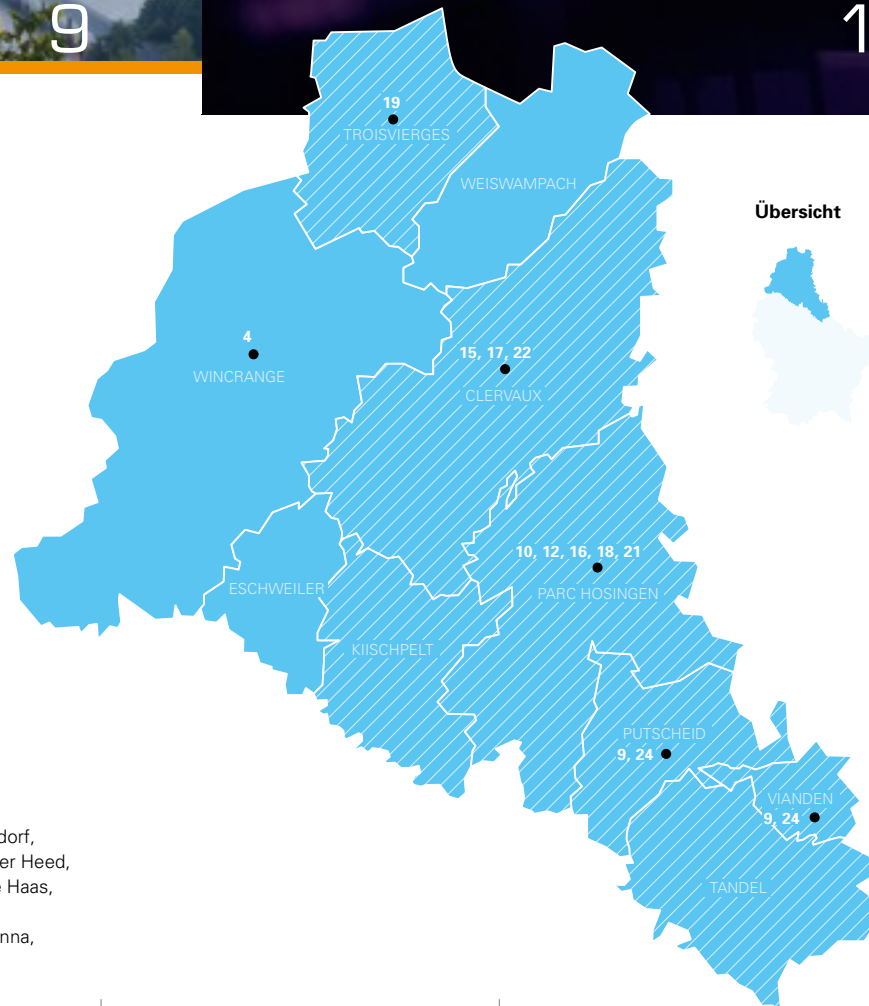 9
1
19
TROISVIERGES
WEISWAMPACH
Übersicht
4
WINCRANGE
15, 17, 22
CLERVAUX
10, 12, 16, 18, 21
PARC HOSINGEN
ESCHWEILER
KIISCHPELT
PUTSCHEID
9, 24
VIANDEN
9, 24
TANDEL
dorf,
er Heed,
Haas,
nna,